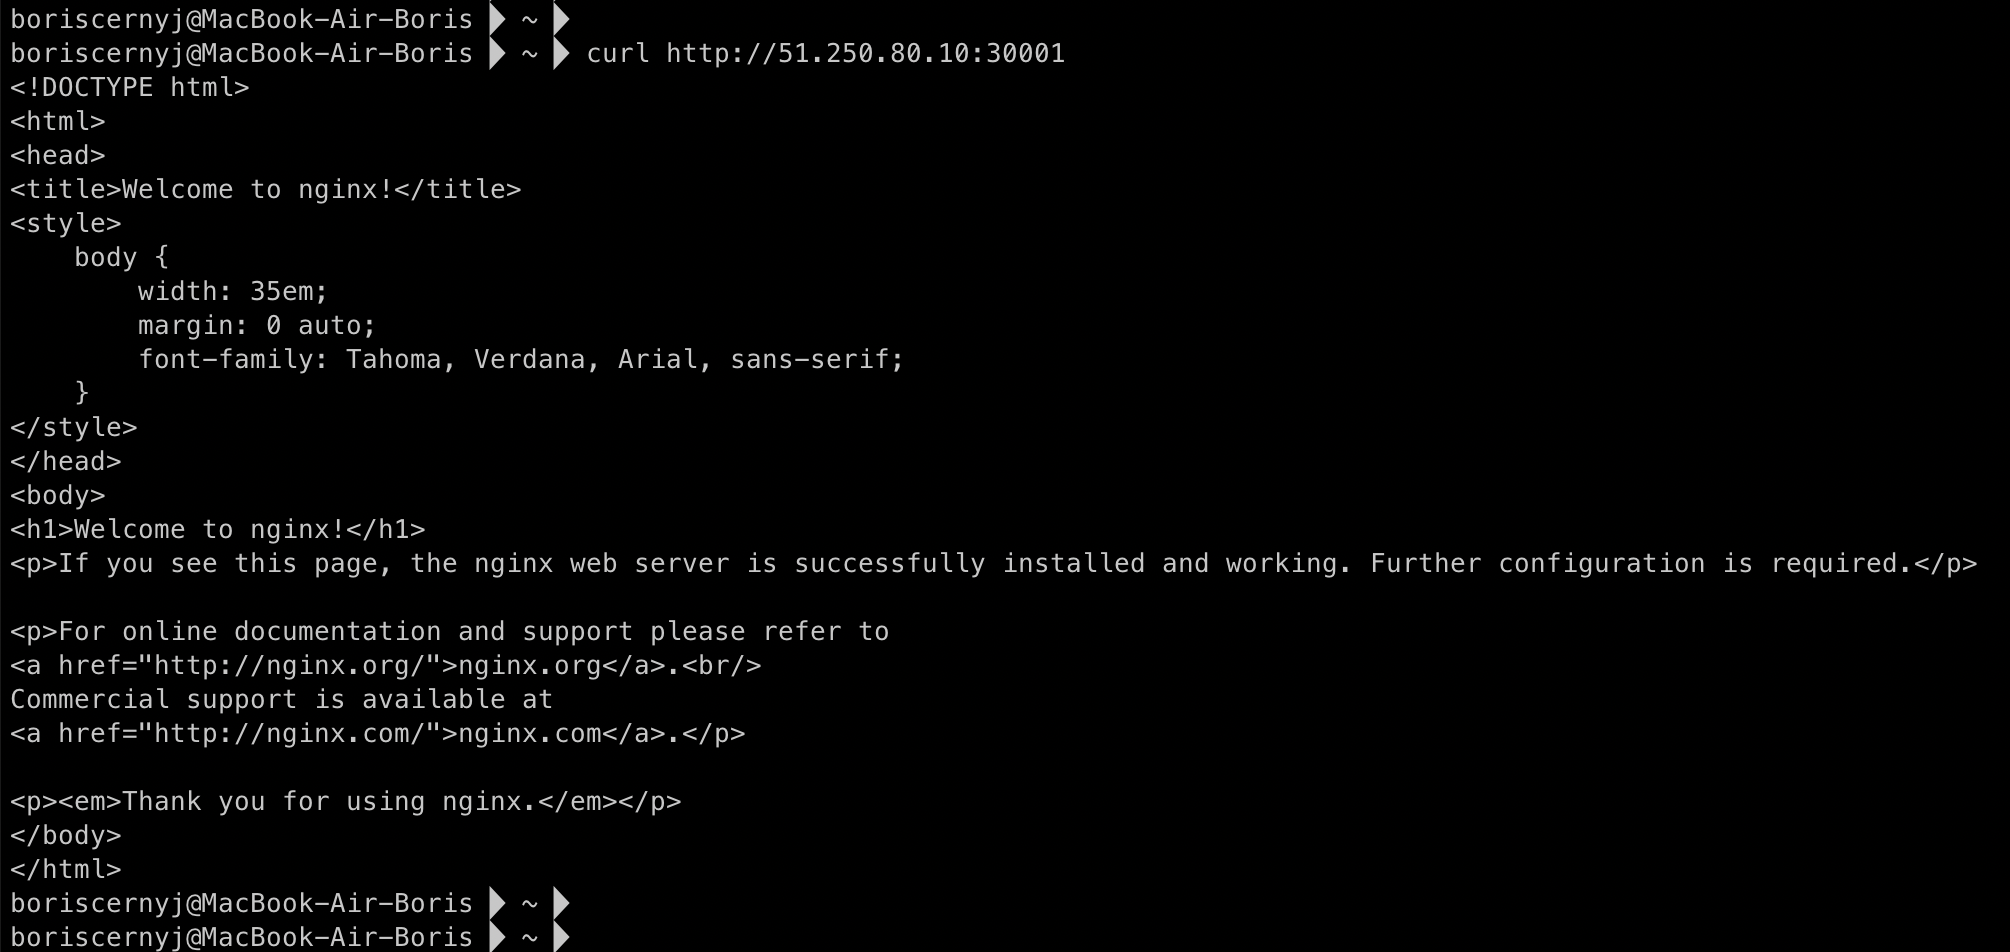 boriscernyj@MacBook-Air-Boris ~
boriscernyj@MacBook-Air-Boris ~ curl http://51.250.80.10:30001
<!DOCTYPE html>
<html>
<head>
<title>Welcome to nginx!</title>
<style>
    body {
        width: 35em;
        margin: 0 auto;
        font-family: Tahoma, Verdana, Arial, sans-serif;
    }
</style>
</head>
<body>
<h1>Welcome to nginx!</h1>
<p>If you see this page, the nginx web server is successfully installed and working. Further configuration is required.</p>

<p>For online documentation and support please refer to
<a href="http://nginx.org/">nginx.org</a>.<br/>
Commercial support is available at
<a href="http://nginx.com/">nginx.com</a>.</p>

<p><em>Thank you for using nginx.</em></p>
</body>
</html>
boriscernyj@MacBook-Air-Boris ~
boriscernyj@MacBook-Air-Boris ~